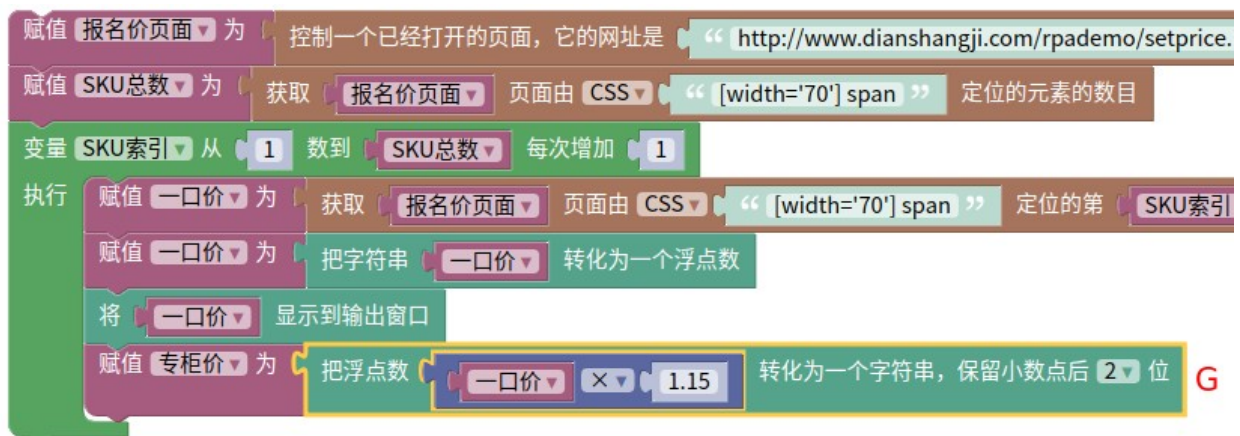 赋值 报名价页面 为 控制一个已经打开的页面，它的网址是 “ http://www.dianshangji.com/rpademo/setprice.
赋值 SKU总数 为 获取 报名价页面 页面由 CSS “ [width='70'] span ” 定位的元素的数目
变量 SKU索引 从 1 数到 SKU总数 每次增加 1
执行 赋值 一口价 为 获取 报名价页面 页面由 CSS “ [width='70'] span ” 定位的第 SKU索引
赋值 一口价 为 把字符串 一口价 转化为一个浮点数
将 一口价 显示到输出窗口
赋值 专柜价 为 把浮点数 一口价 × 1.15 转化为一个字符串，保留小数点后 2 位 G